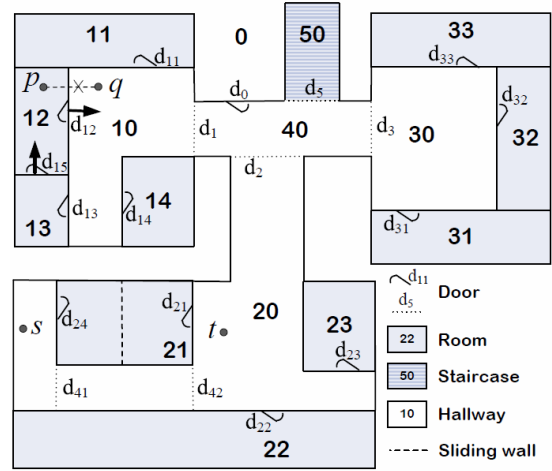 11
0
50
33
d11
d33
p
q
d0
d5
d32
12
d12
10
d1
40
d3
30
32
d15
d2
14
13
d13
d14
d31
31
d11
d5
Door
s
d24
d21
t
20
23
22
Room
21
d23
50
Staircase
d41
d42
10
Hallway
d22
22
Sliding wall